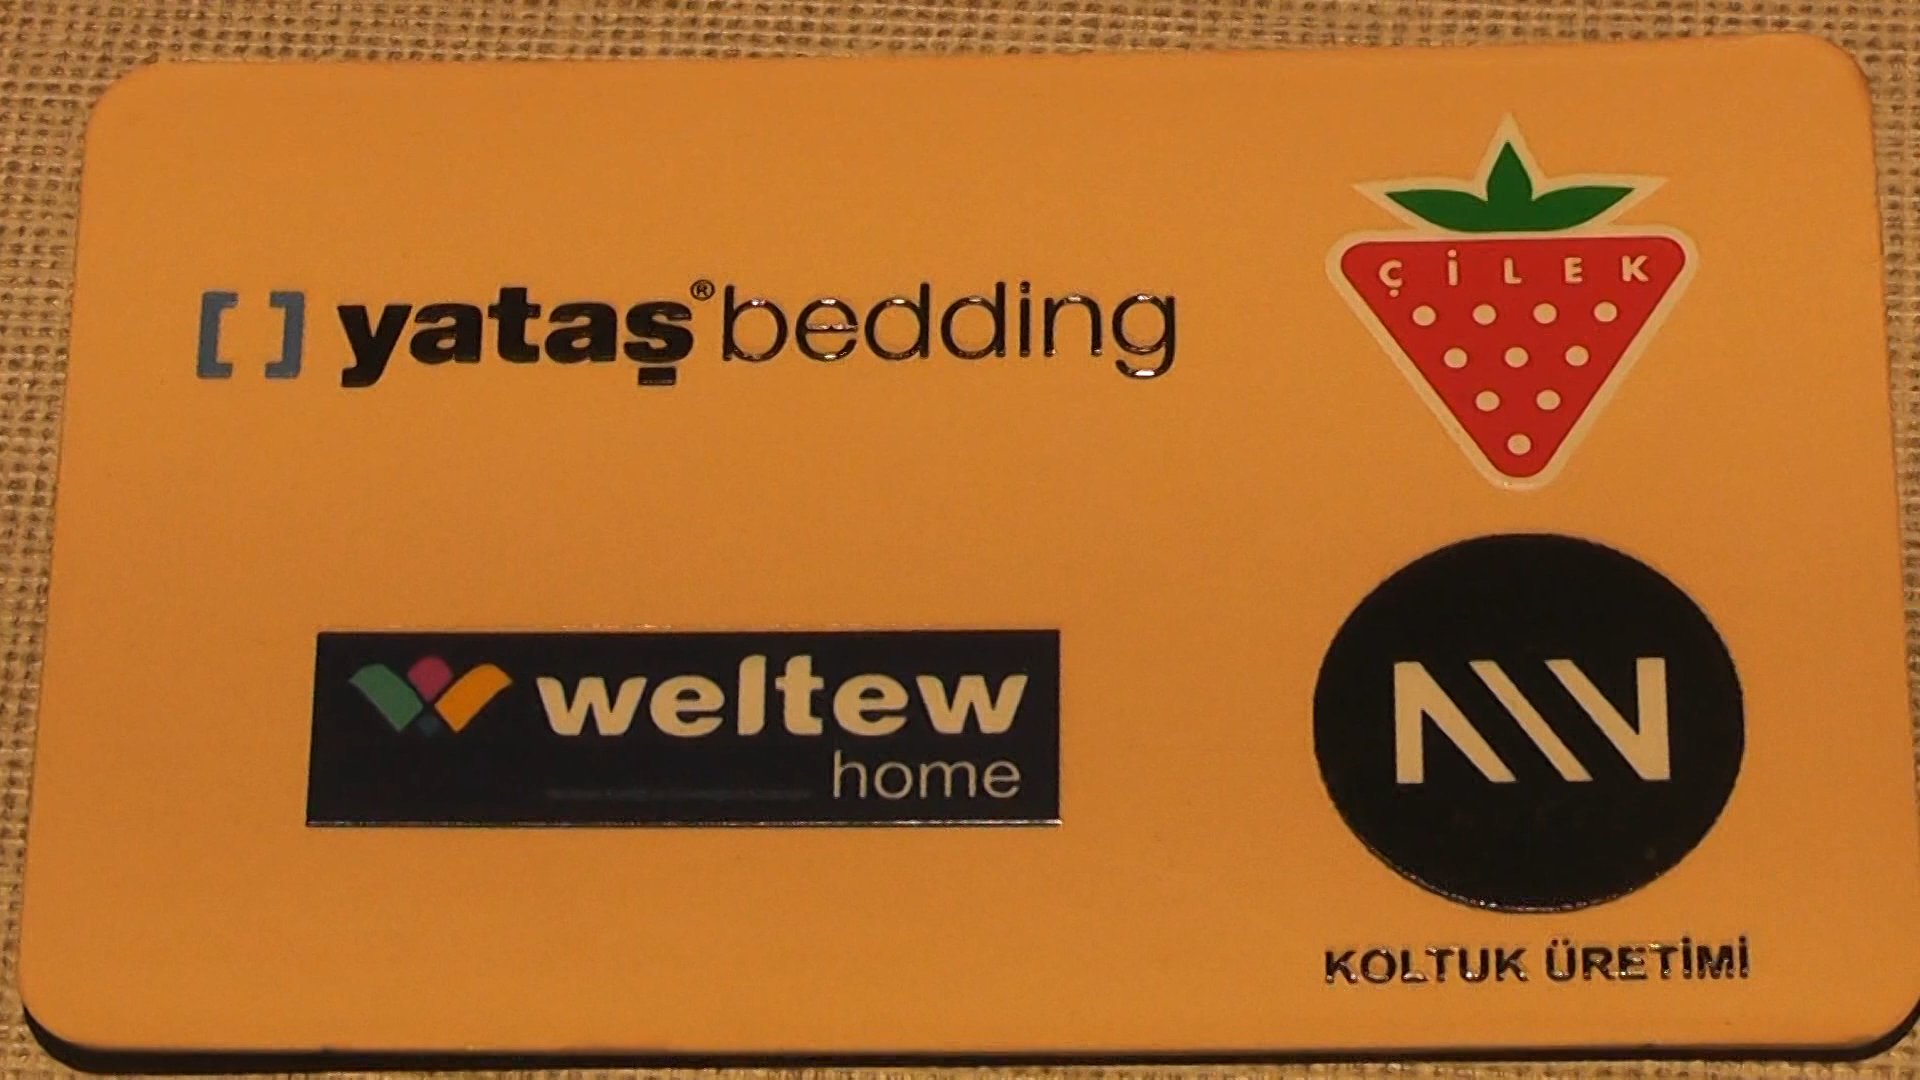 [ ] yataş® bedding
ÇİLEK
weltew
home
KOLTUK ÜRETİMİ